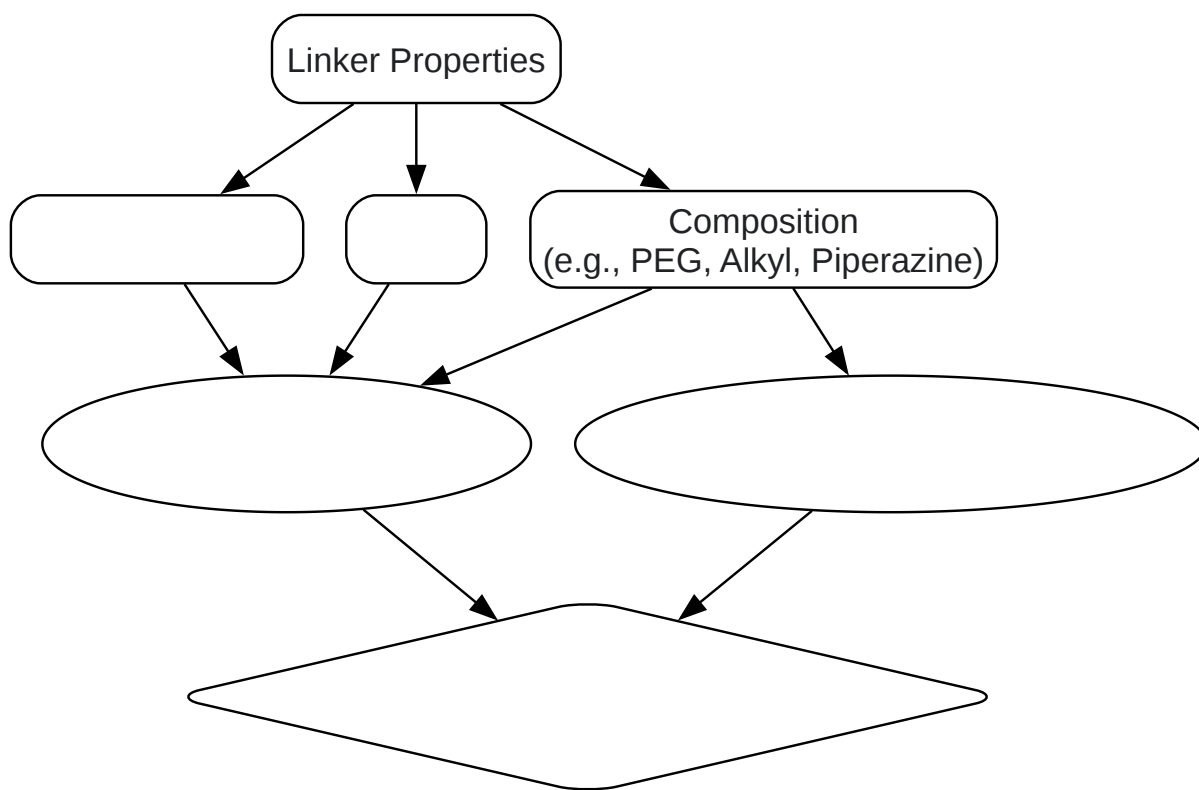 Linker Properties
Composition
(e.g., PEG, Alkyl, Piperazine)